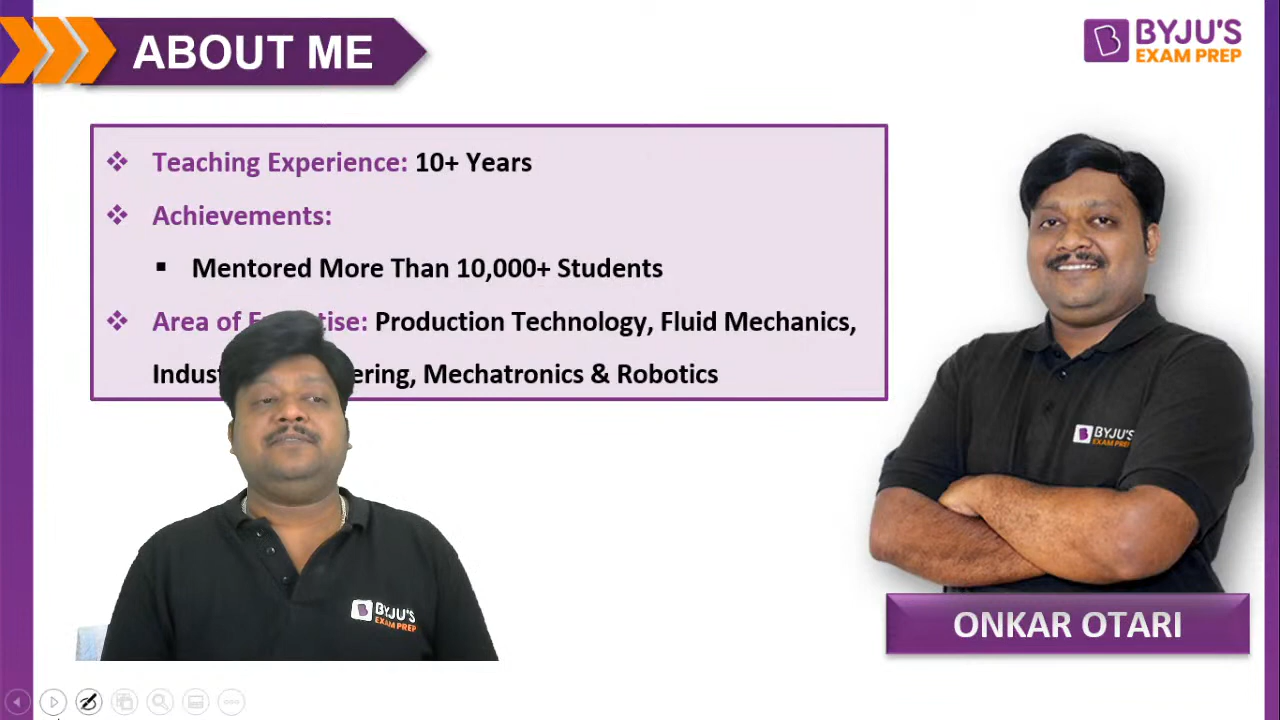 ABOUT ME
BYJU'S
EXAM PREP
Teaching Experience: 10+ Years
Achievements:
Mentored More Than 10,000+ Students
Area of tise: Production Technology, Fluid Mechanics,
Indust ering, Mechatronics & Robotics
BYJU'S
EXAM PREP
BYJU'S
EXAM PREP
ONKAR OTARI